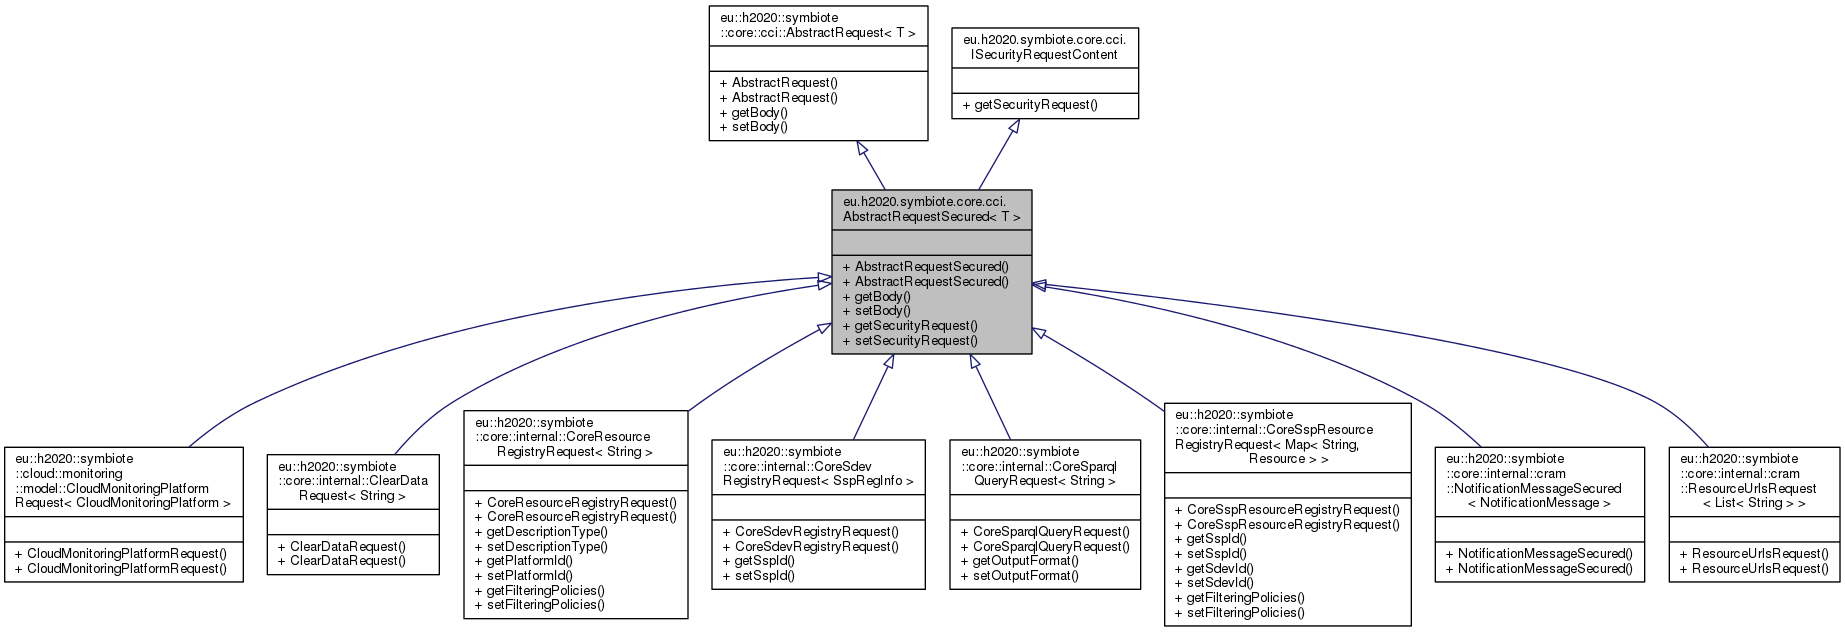 eu::h2020::symbiote
::core::cci::AbstractRequest< T >
+ AbstractRequest()
+ AbstractRequest()
+ getBody()
+ setBody()
eu.h2020.symbiote.core.cci.
ISecurityRequestContent
+ getSecurityRequest()
eu.h2020.symbiote.core.cci.
AbstractRequestSecured< T >
+ AbstractRequestSecured()
+ AbstractRequestSecured()
+ getBody()
+ setBody()
+ getSecurityRequest()
+ setSecurityRequest()
eu::h2020::symbiote
::cloud::monitoring
::model::CloudMonitoringPlatform
Request< CloudMonitoringPlatform >
+ CloudMonitoringPlatformRequest()
+ CloudMonitoringPlatformRequest()
eu::h2020::symbiote
::core::internal::ClearData
Request< String >
+ ClearDataRequest()
+ ClearDataRequest()
eu::h2020::symbiote
::core::internal::CoreResource
RegistryRequest< String >
+ CoreResourceRegistryRequest()
+ CoreResourceRegistryRequest()
+ getDescriptionType()
+ setDescriptionType()
+ getPlatformId()
+ setPlatformId()
+ getFilteringPolicies()
+ setFilteringPolicies()
eu::h2020::symbiote
::core::internal::CoreSdev
RegistryRequest< SspRegInfo >
+ CoreSdevRegistryRequest()
+ CoreSdevRegistryRequest()
+ getSspId()
+ setSspId()
eu::h2020::symbiote
::core::internal::CoreSparql
QueryRequest< String >
+ CoreSparqlQueryRequest()
+ CoreSparqlQueryRequest()
+ getOutputFormat()
+ setOutputFormat()
eu::h2020::symbiote
::core::internal::CoreSspResource
RegistryRequest< Map< String,
Resource > >
+ CoreSspResourceRegistryRequest()
+ CoreSspResourceRegistryRequest()
+ getSspId()
+ setSspId()
+ getSdevId()
+ setSdevId()
+ getFilteringPolicies()
+ setFilteringPolicies()
eu::h2020::symbiote
::core::internal::cram
::NotificationMessageSecured
< NotificationMessage >
+ NotificationMessageSecured()
+ NotificationMessageSecured()
eu::h2020::symbiote
::core::internal::cram
::ResourceUrlsRequest
< List< String > >
+ ResourceUrlsRequest()
+ ResourceUrlsRequest()